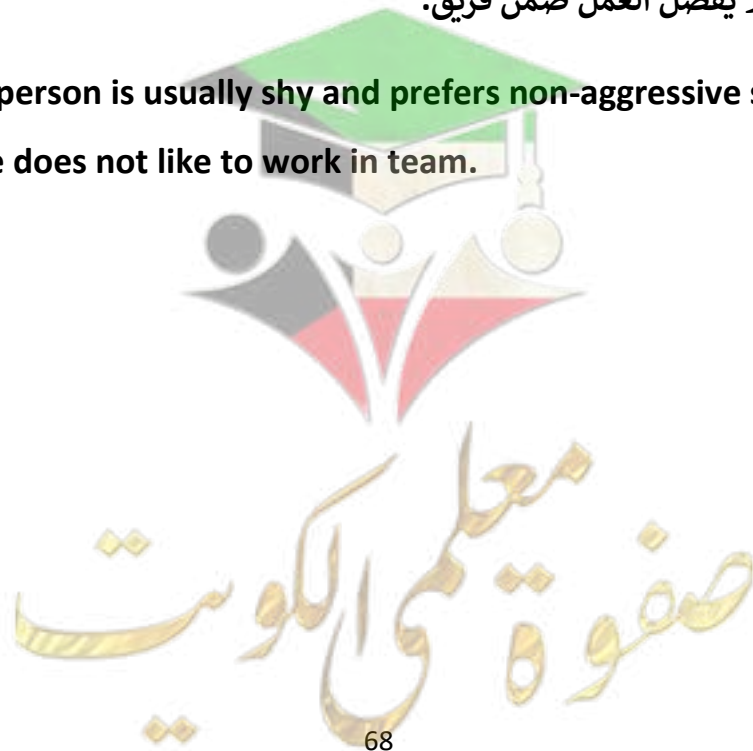 يفضل العمل ضمن فريق.
person is usually shy and prefers non-aggressive
does not like to work in team.
صفوة معلمى الكويت
68